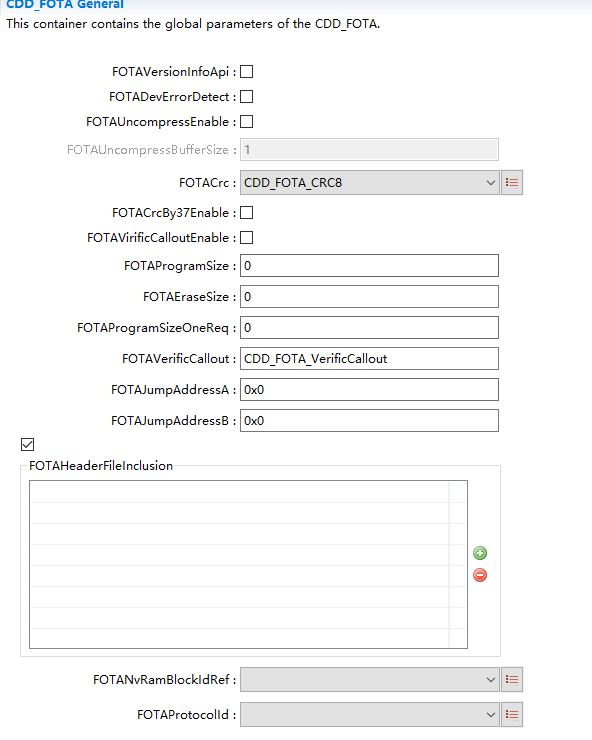 CDD_FOTA General
This container contains the global parameters of the CDD_FOTA.
FOTAVersionInfoApi :
FOTADevErrorDetect :
FOTAUncompressEnable :
FOTAUncompressBufferSize : 1
FOTACrc : CDD_FOTA_CRC8
FOTACrcBy37Enable :
FOTAVirificCalloutEnable :
FOTAProgramSize : 0
FOTAEraseSize : 0
FOTAProgramSizeOneReq : 0
FOTAVerificCallout : CDD_FOTA_VerificCallout
FOTAJumpAddressA : 0x0
FOTAJumpAddressB : 0x0
FOTAHeaderFileInclusion
FOTANvRamBlockIdRef :
FOTAProtocolId :